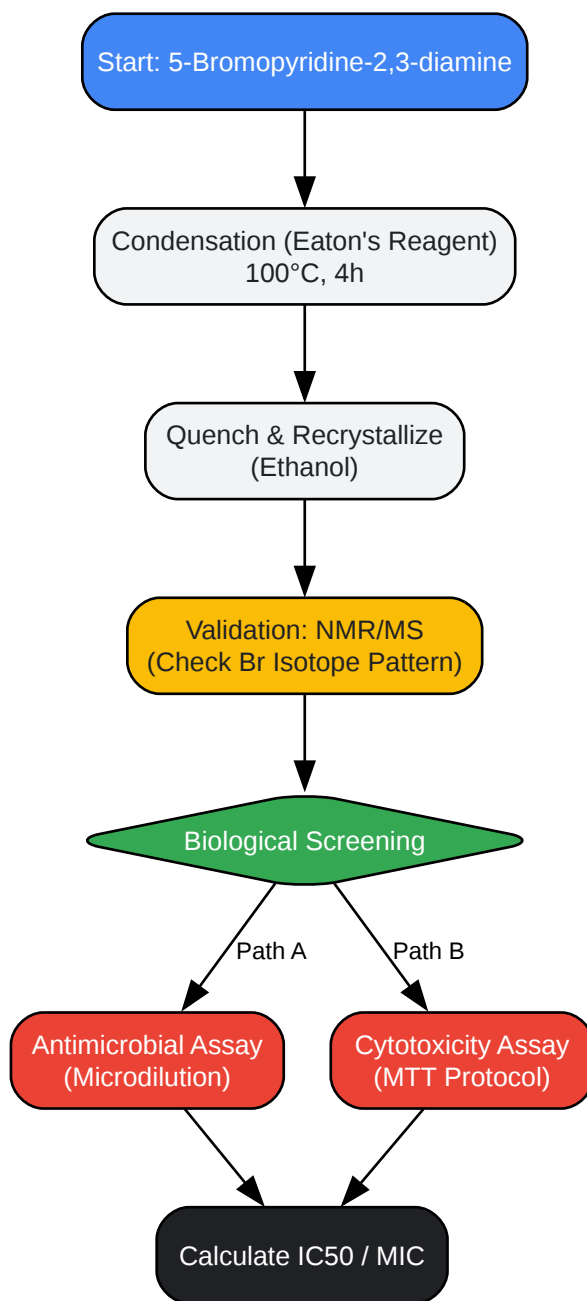 Start: 5-Bromopyridine-2,3-diamine
Condensation (Eaton's Reagent)
100°C, 4h
Quench & Recrystallize
(Ethanol)
Validation: NMR/MS
(Check Br Isotope Pattern)
Biological Screening
Path A
Path B
Antimicrobial Assay
(Microdilution)
Cytotoxicity Assay
(MTT Protocol)
Calculate IC50 / MIC